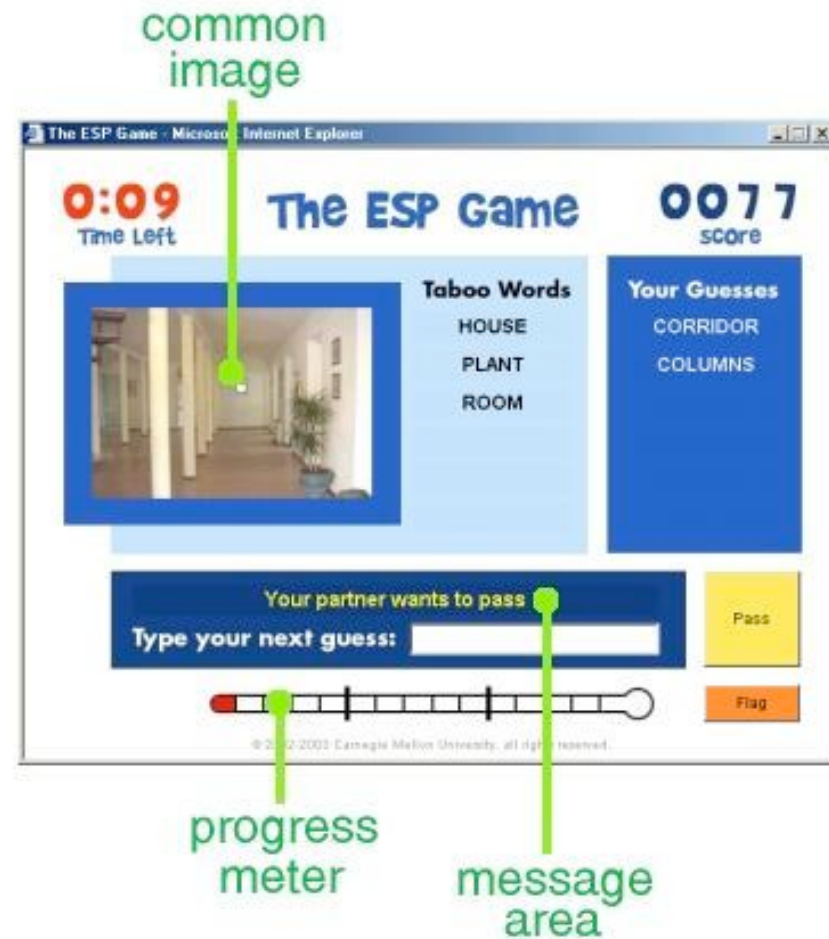 common
image
The ESP Game - Microsoft Internet Explorer
0:09
Time Left
The ESP Game
0077
score
Taboo Words
HOUSE
PLANT
ROOM
Your Guesses
CORRIDOR
COLUMNS
Your partner wants to pass
Type your next guess:
Pass
Flag
© 2002-2003 Carnegie Mellon University, all rights reserved.
progress
meter
message
area